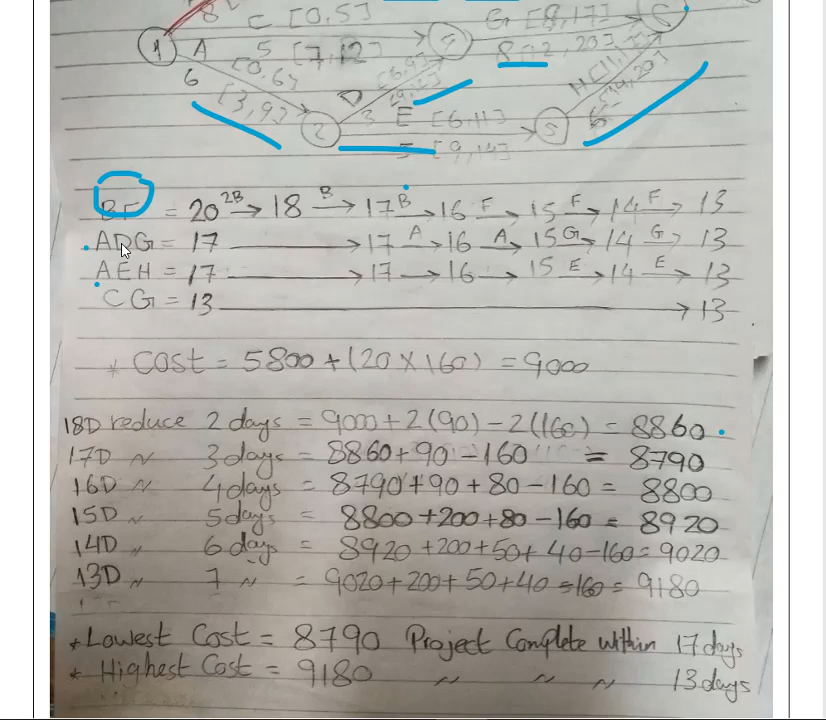 8 C [0,5] G [8,17]
1 A 5 [7,12] 8 [12,20]
6 [0,6] D H
[3,9] 2 3 E [6,11] 5
5 [9,14]
BF = 20 2B→ 18 B→ 17 B→ 16 F→ 15 F→ 14 F→ 13
ADG = 17 → 17 A→ 16 A→ 15 G→ 14 G→ 13
AEH = 17 → 17 → 16 → 15 E→ 14 E→ 13
CG = 13 → 13
* Cost = 5800 + (20 × 160) = 9000
18D reduce 2 days = 9000 + 2(90) - 2(160) = 8860
17D 〃 3 days = 8860 + 90 - 160 = 8790
16D 〃 4 days = 8790 + 90 + 80 - 160 = 8800
15D 〃 5 days = 8800 + 200 + 80 - 160 = 8920
14D 〃 6 days = 8920 + 200 + 50 + 40 - 160 = 9020
13D 〃 7 〃 = 9020 + 200 + 50 + 40 - 160 = 9180
* Lowest Cost = 8790 Project Complete within 17 days
* Highest Cost = 9180 〃 〃 〃 13 days